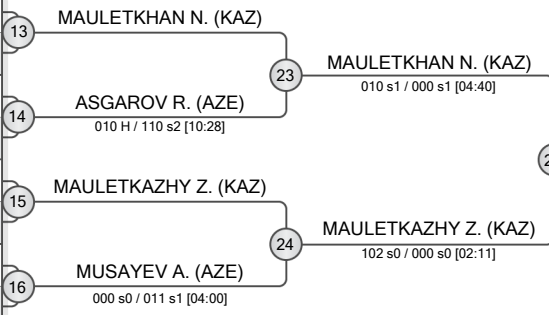 13
MAULETKHAN N. (KAZ)
23
MAULETKHAN N. (KAZ)
010 s1 / 000 s1 [04:40]
14
ASGAROV R. (AZE)
010 H / 110 s2 [10:28]
15
MAULETKAZHY Z. (KAZ)
24
MAULETKAZHY Z. (KAZ)
102 s0 / 000 s0 [02:11]
16
MUSAYEV A. (AZE)
000 s0 / 011 s1 [04:00]